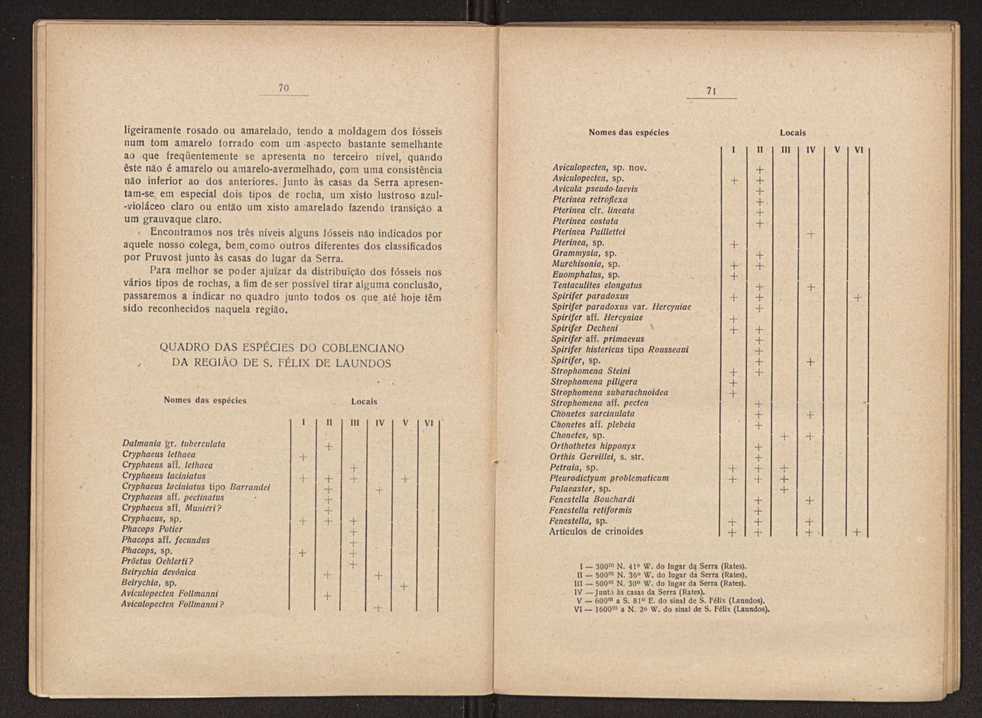 70
ligeiramente rosado ou amarelado, tendo a moldagem dos fósseis
num tom amarelo torrado com um aspecto bastante semelhante
ao que freqüentemente se apresenta no terceiro nível, quando
êste não é amarelo ou amarelo-avermelhado, com uma consistência
não inferior ao dos anteriores. Junto às casas da Serra apresen-
tam-se em especial dois tipos de rocha, um xisto lustroso azul-
-violáceo claro ou então um xisto amarelado fazendo transição a
um grauvaque claro.
Encontramos nos três níveis alguns fósseis não indicados por
aquele nosso colega, bem como outros diferentes dos classificados
por Pruvost junto às casas do lugar da Serra.
Para melhor se poder ajuizar da distribuïção dos fósseis nos
vários tipos de rochas, a fim de ser possível tirar alguma conclusão,
passaremos a indicar no quadro junto todos os que até hoje têm
sido reconhecidos naquela região.
QUADRO DAS ESPÉCIES DO COBLENCIANO
DA REGIÃO DE S. FÉLIX DE LAUNDOS
Nomes das espécies Locais
I II III IV V VI
Dalmania gr. tuberculata +
Cryphaeus lethaea +
Cryphaeus aff. lethaea +
Cryphaeus laciniatus + + + +
Cryphaeus laciniatus tipo Barrandei + +
Cryphaeus aff. pectinatus +
Cryphaeus aff. Munieri? +
Cryphaeus, sp. + + +
Phacops Potier +
Phacops aff. fecundus +
Phacops, sp. + +
Prôetus Oehlerti? +
Beirychia devónica + +
Beirychia, sp. +
Aviculopecten Follmanni +
Aviculopecten Follmanni? +
71
Nomes das espécies Locais
I II III IV V VI
Aviculopecten, sp. nov. +
Aviculopecten, sp. + +
Avicula pseudo-laevis +
Pterinea retroflexa +
Pterinea cfr. lineata +
Pterinea costata +
Pterinea Paillettei +
Pterinea, sp. +
Grammysia, sp. +
Murchisonia, sp. + +
Euomphalus, sp. +
Tentaculites elongatus + +
Spirifer paradoxus + + +
Spirifer paradoxus var. Hercyniae +
Spirifer aff. Hercyniae +
Spirifer Decheni + +
Spirifer aff. primaevus +
Spirifer histericus tipo Rousseaui +
Spirifer, sp. + +
Strophomena Steini + +
Strophomena piligera +
Strophomena subarachnoidea +
Strophomena aff. pecten +
Chonetes sarcinulata + +
Chonetes aff. plebeia +
Chonetes, sp. + +
Orthothetes hipponyx +
Orthis Gervillei, s. str. +
Petraia, sp. + + +
Pleurodictyum problematicum + + +
Palaeaster, sp. +
Fenestella Bouchardi + +
Fenestella retiformis +
Fenestella, sp. + + +
Artículos de crinoides + + + +
I — 300m N. 41º W. do lugar da Serra (Rates).
II — 500m N. 36º W. do lugar da Serra (Rates).
III — 500m N. 30º W. do lugar da Serra (Rates).
IV — Junto às casas da Serra (Rates).
V — 600m a S. 81º E. do sinal de S. Félix (Laundos).
VI — 1600m a N. 2º W. do sinal de S. Félix (Laundos).